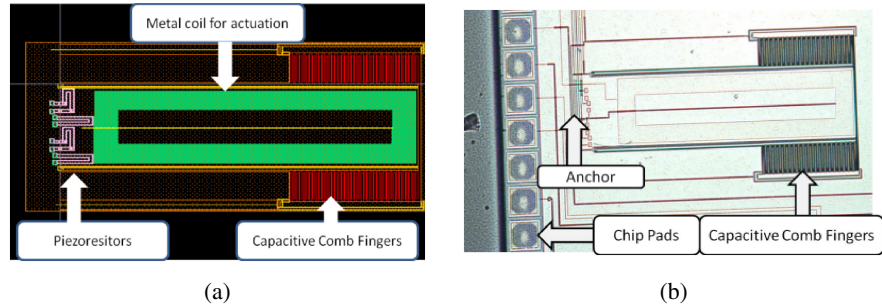 Metal coil for actuation
Piezoresitors
Capacitive Comb Fingers
(a)
Anchor
Chip Pads
Capacitive Comb Fingers
(b)